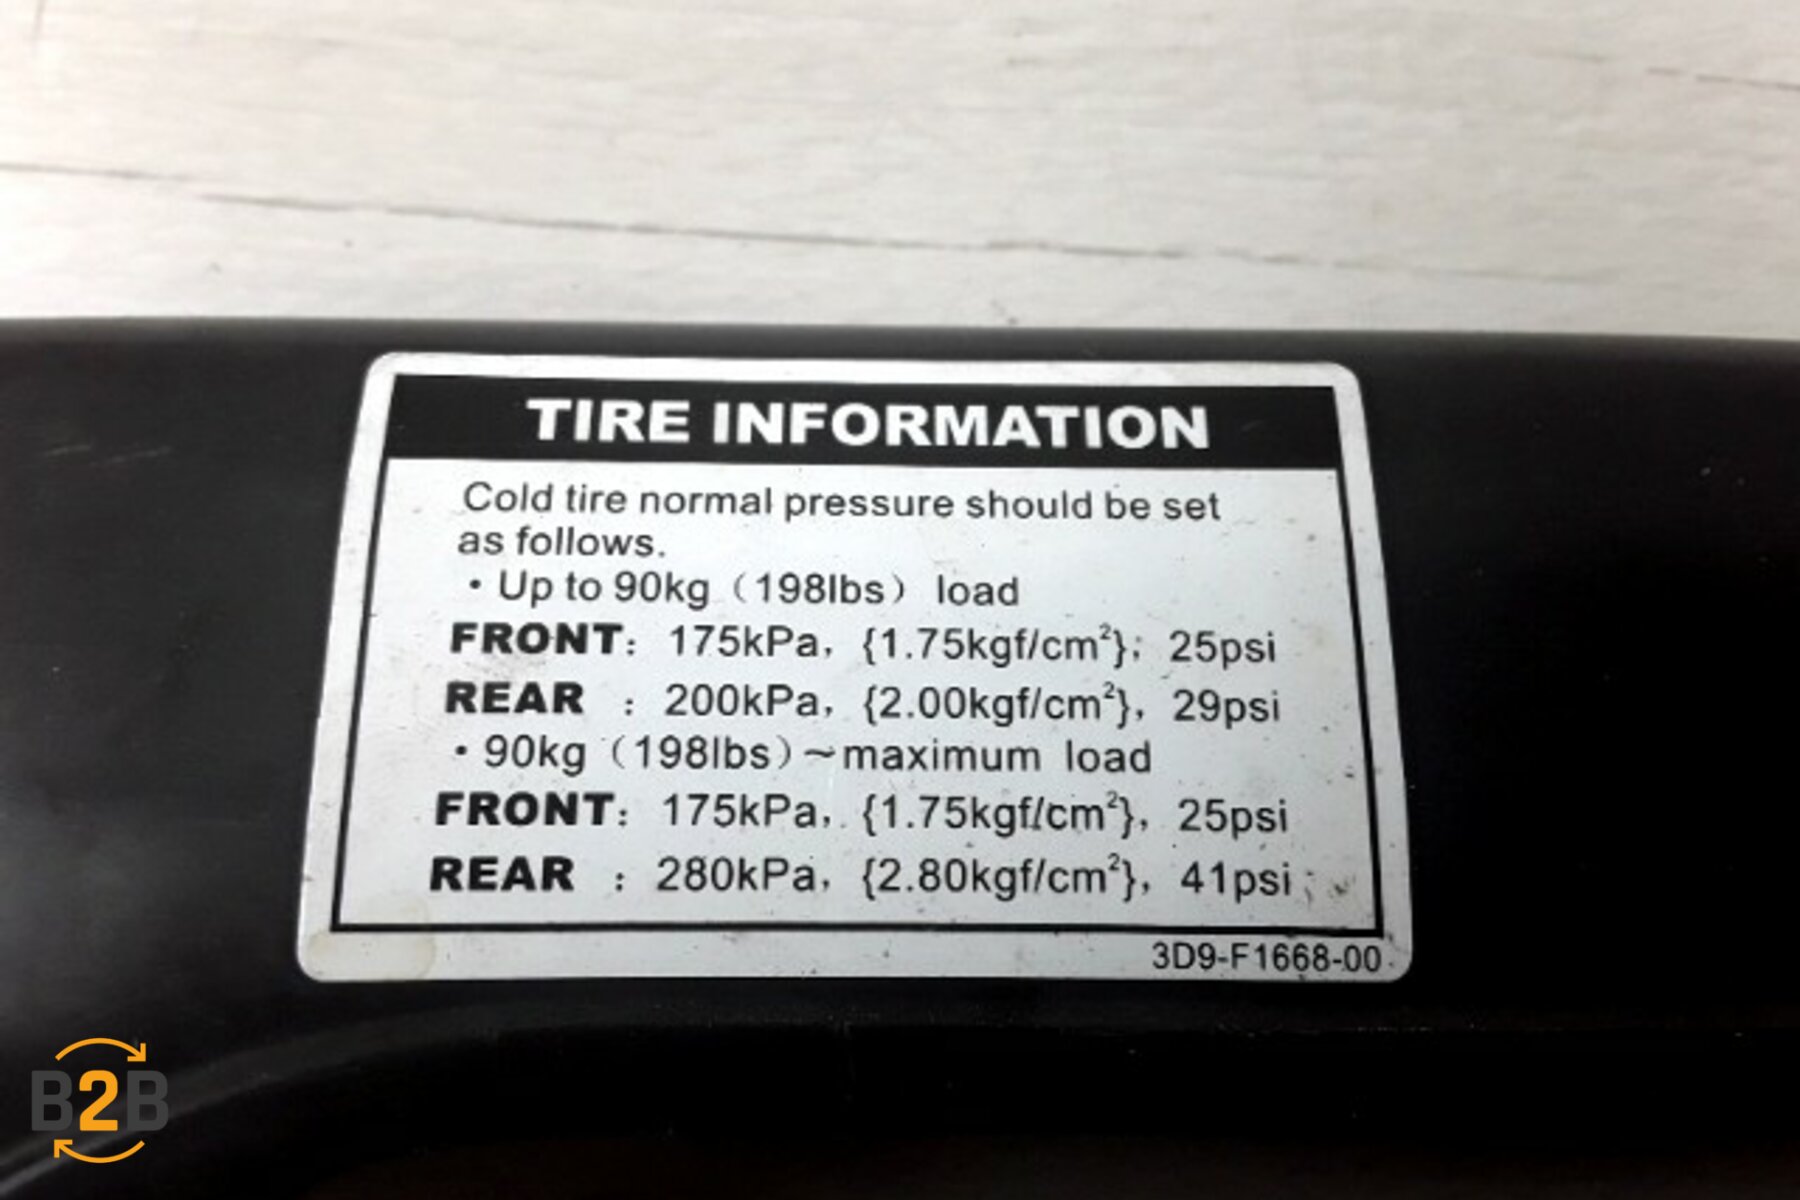 TIRE INFORMATION
Cold tire normal pressure should be set
as follows.
・Up to 90kg（198lbs） load
FRONT: 175kPa, {1.75kgf/cm²}; 25psi
REAR : 200kPa, {2.00kgf/cm²}, 29psi
・90kg（198lbs）~maximum load
FRONT: 175kPa, {1.75kgf/cm²}, 25psi
REAR : 280kPa, {2.80kgf/cm²}, 41psi
3D9-F1668-00
B2B